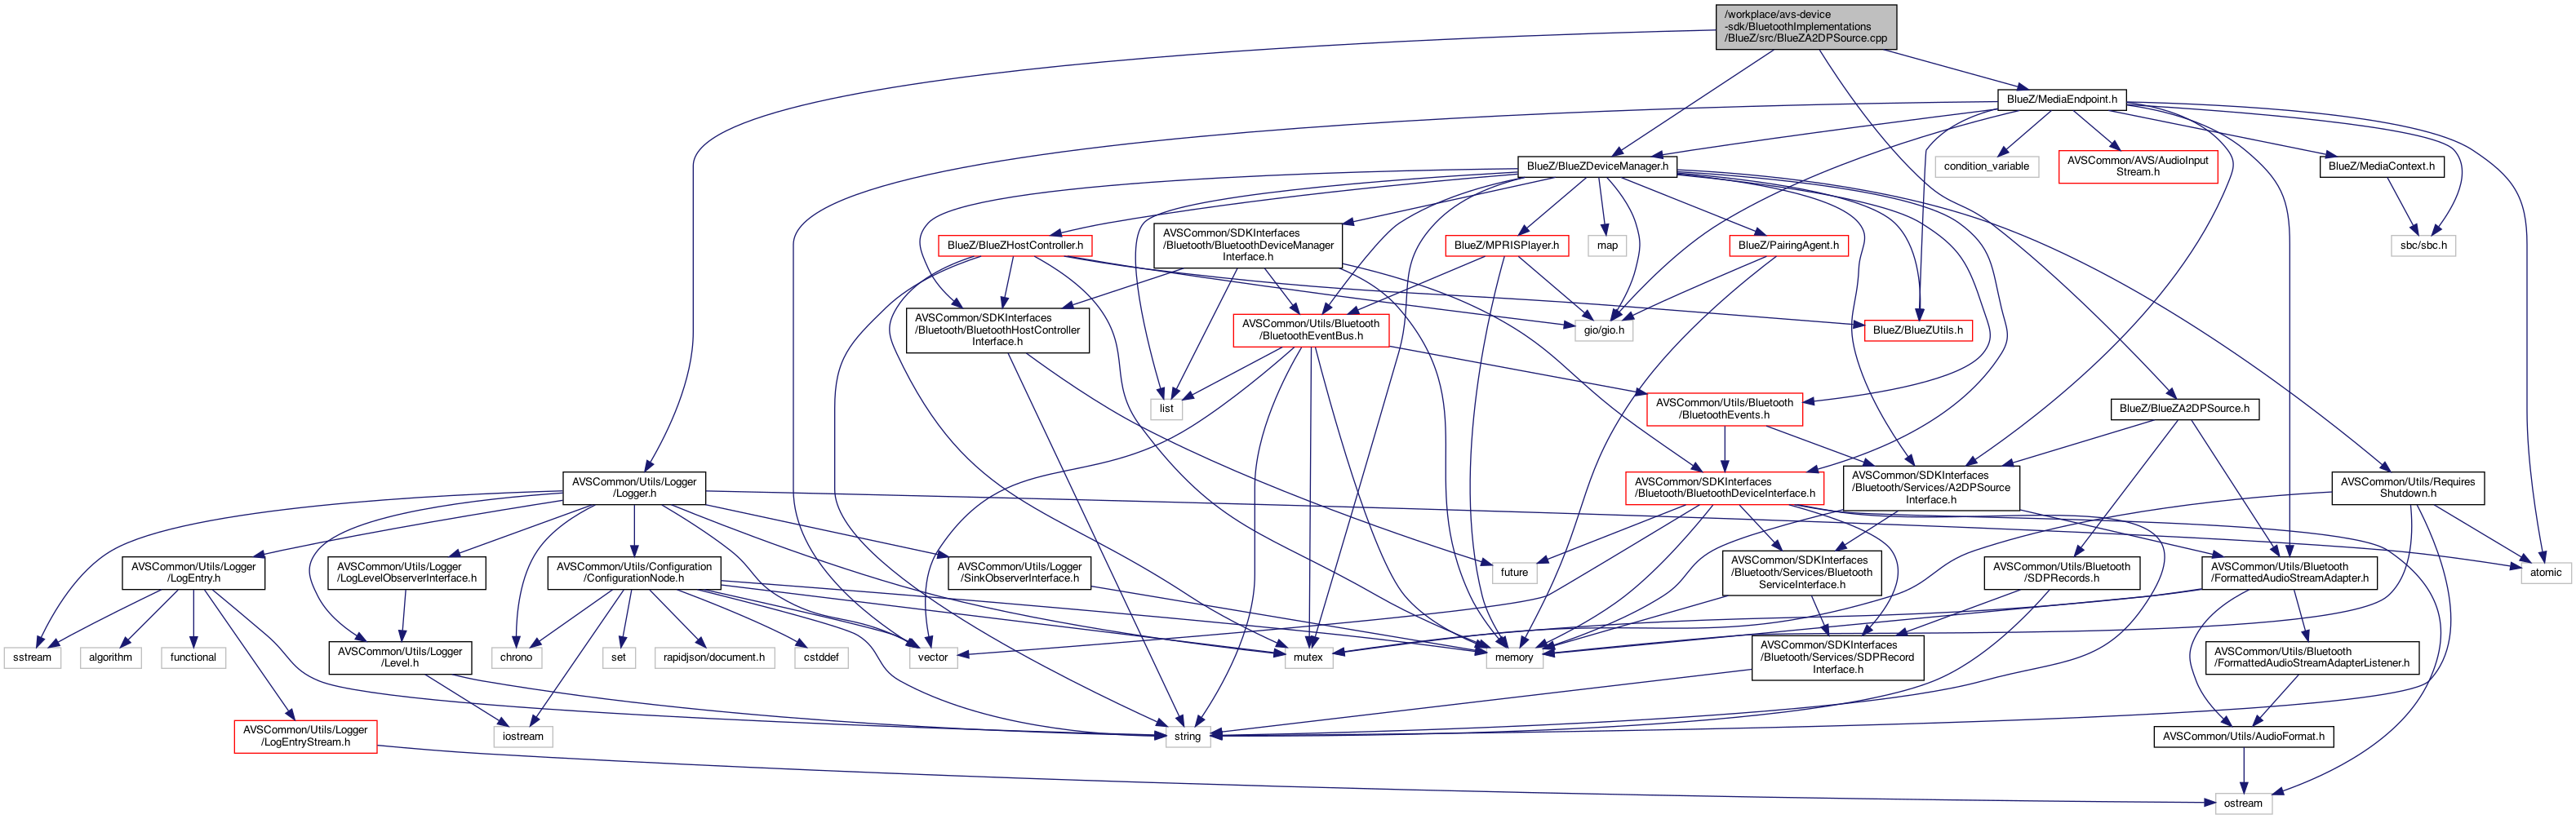 /workplace/avs-device
-sdk/BluetoothImplementations
/BlueZ/src/BlueZA2DPSource.cpp
BlueZ/MediaEndpoint.h
BlueZ/BlueZDeviceManager.h
condition_variable
AVSCommon/AVS/AudioInput
Stream.h
BlueZ/MediaContext.h
BlueZ/BlueZHostController.h
AVSCommon/SDKInterfaces
/Bluetooth/BluetoothDeviceManager
Interface.h
BlueZ/MPRISPlayer.h
map
BlueZ/PairingAgent.h
sbc/sbc.h
AVSCommon/SDKInterfaces
/Bluetooth/BluetoothHostController
Interface.h
AVSCommon/Utils/Bluetooth
/BluetoothEventBus.h
gio/gio.h
BlueZ/BlueZUtils.h
list
AVSCommon/Utils/Bluetooth
/BluetoothEvents.h
BlueZ/BlueZA2DPSource.h
AVSCommon/Utils/Logger
/Logger.h
AVSCommon/SDKInterfaces
/Bluetooth/BluetoothDeviceInterface.h
AVSCommon/SDKInterfaces
/Bluetooth/Services/A2DPSource
Interface.h
AVSCommon/Utils/Requires
Shutdown.h
AVSCommon/Utils/Logger
/LogEntry.h
AVSCommon/Utils/Logger
/LogLevelObserverInterface.h
AVSCommon/Utils/Configuration
/ConfigurationNode.h
AVSCommon/Utils/Logger
/SinkObserverInterface.h
future
AVSCommon/SDKInterfaces
/Bluetooth/Services/Bluetooth
ServiceInterface.h
AVSCommon/Utils/Bluetooth
/SDPRecords.h
AVSCommon/Utils/Bluetooth
/FormattedAudioStreamAdapter.h
atomic
sstream
algorithm
functional
AVSCommon/Utils/Logger
/Level.h
chrono
set
rapidjson/document.h
cstddef
vector
mutex
memory
AVSCommon/SDKInterfaces
/Bluetooth/Services/SDPRecord
Interface.h
AVSCommon/Utils/Bluetooth
/FormattedAudioStreamAdapterListener.h
AVSCommon/Utils/Logger
/LogEntryStream.h
iostream
string
AVSCommon/Utils/AudioFormat.h
ostream